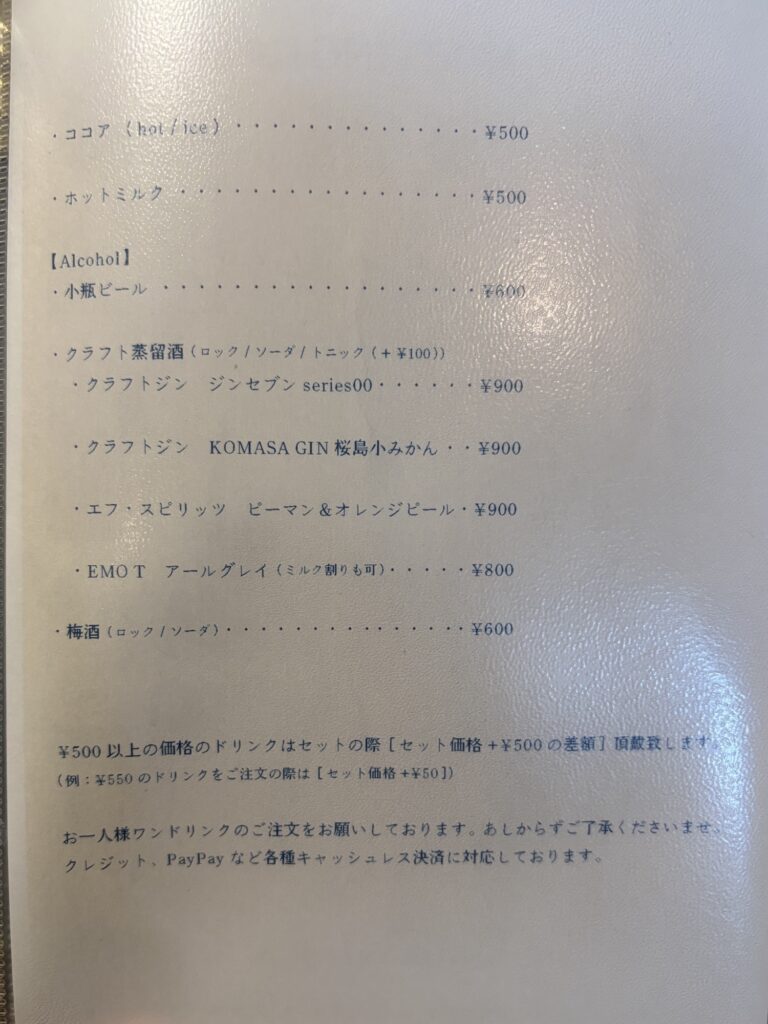 ・ココア (hot / ice) ・・・・・・・・・・・・・・¥500
・ホットミルク ・・・・・・・・・・・・・・・・・¥500
【Alcohol】
・小瓶ビール ・・・・・・・・・・・・・・・・・・¥600
・クラフト蒸留酒 (ロック / ソーダ / トニック (+ ¥100))
・クラフトジン ジンセブン series00・・・・・・¥900
・クラフトジン KOMASA GIN 桜島小みかん ・・¥900
・エフ・スピリッツ ピーマン&オレンジピール・¥900
・EMO T アールグレイ (ミルク割りも可)・・・・・¥800
・梅酒 (ロック / ソーダ)・・・・・・・・・・・・・・¥600
¥500 以上の価格のドリンクはセットの際 [ セット価格 +¥500 の差額 ] 頂戴致します。
(例:¥550 のドリンクをご注文の際は [ セット価格 +¥50 ])
お一人様ワンドリンクのご注文をお願いしております。あしからずご了承くださいませ。
クレジット、PayPay など各種キャッシュレス決済に対応しております。